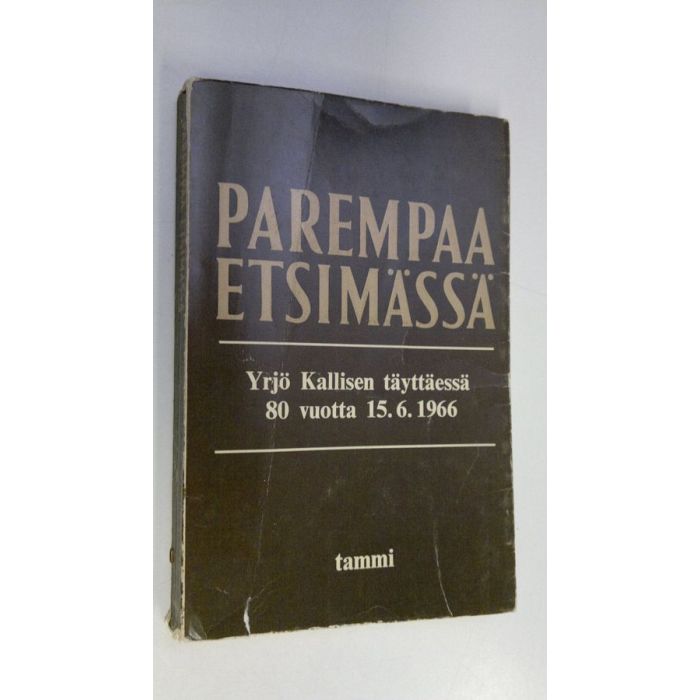 PAREMPAA
ETSIMÄSSÄ
Yrjö Kallisen täyttäessä
80 vuotta 15.6.1966
tammi